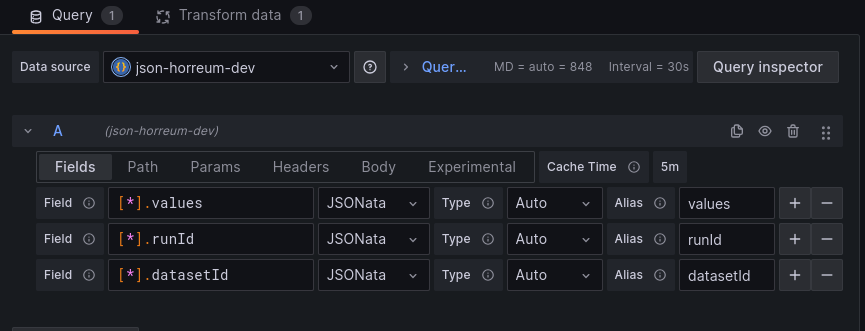 Query 1 Transform data 1
Data source json-horreum-dev Quer... MD = auto = 848 Interval = 30s Query inspector
A (json-horreum-dev)
Fields Path Params Headers Body Experimental Cache Time 5m
Field [*].values JSONata Type Auto Alias values + −
Field [*].runId JSONata Type Auto Alias runId + −
Field [*].datasetId JSONata Type Auto Alias datasetId + −